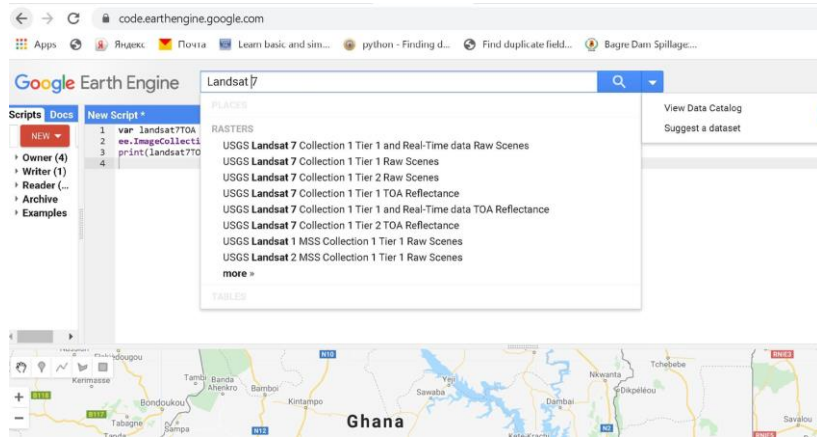 code.earthengine.google.com
Apps
Яндекс
Почта
Learn basic and sim...
python - Finding d...
Find duplicate field...
Bagre Dam Spillage:...
Google Earth Engine
Landsat 7
Scripts Docs
New Script *
NEW
Owner (4)
Writer (1)
Reader (...
Archive
Examples
1 var landsat7TOA
2 ee.ImageCollecti
3 print(landsat7TO
4
PLACES
RASTERS
USGS Landsat 7 Collection 1 Tier 1 and Real-Time data Raw Scenes
USGS Landsat 7 Collection 1 Tier 1 Raw Scenes
USGS Landsat 7 Collection 1 Tier 2 Raw Scenes
USGS Landsat 7 Collection 1 Tier 1 TOA Reflectance
USGS Landsat 7 Collection 1 Tier 1 and Real-Time data TOA Reflectance
USGS Landsat 7 Collection 1 Tier 2 TOA Reflectance
USGS Landsat 1 MSS Collection 1 Tier 1 Raw Scenes
USGS Landsat 2 MSS Collection 1 Tier 1 Raw Scenes
more »
TABLES
View Data Catalog
Suggest a dataset
N10
RNIE3
Kerninasse
Tambi
Banda
Ahenkro
Bamboi
Yeji
Nkwanta
Tchebebe
Bondoukou
Kintampo
Sawaba
Dambai
Dikpéléou
B117
Tabagne
Sampa
N12
Ghana
N2
Savalou
Tanda
Kete-Krachi
RNIE5